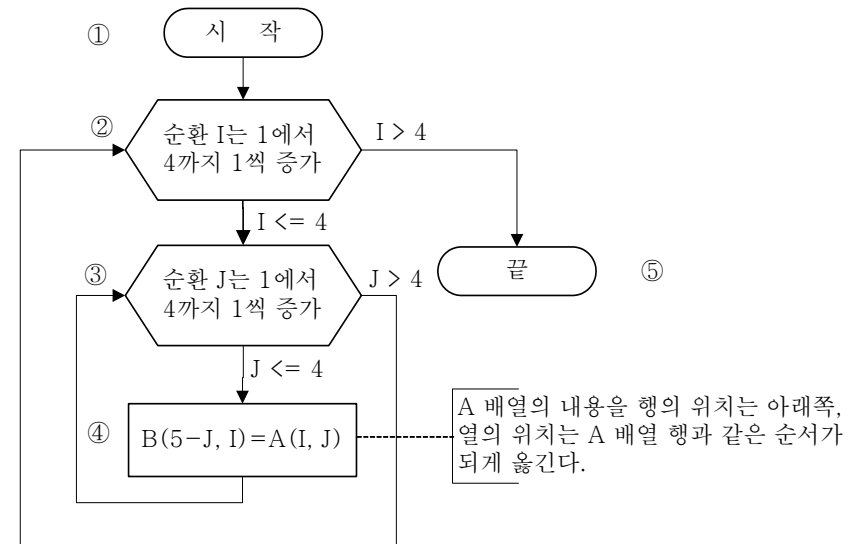 ①
시 작
②
순환 I는 1에서
4까지 1씩 증가
I > 4
I <= 4
③
순환 J는 1에서
4까지 1씩 증가
J > 4
끝
⑤
J <= 4
④
B(5-J, I)=A(I, J)
A 배열의 내용을 행의 위치는 아래쪽,
열의 위치는 A 배열 행과 같은 순서가
되게 옮긴다.